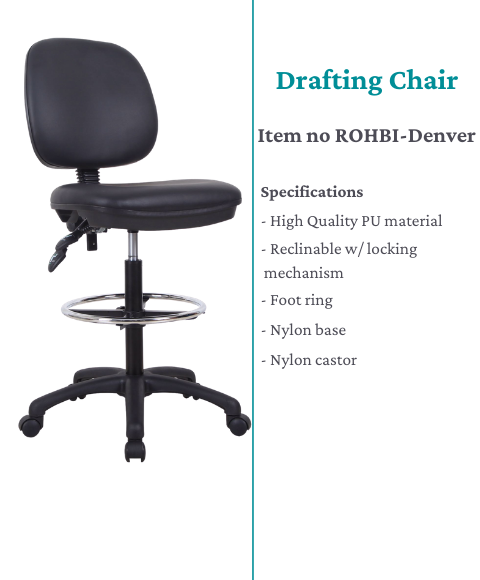 Drafting Chair
Item no ROHBI-Denver
Specifications
- High Quality PU material
- Reclinable w/ locking
mechanism
- Foot ring
- Nylon base
- Nylon castor